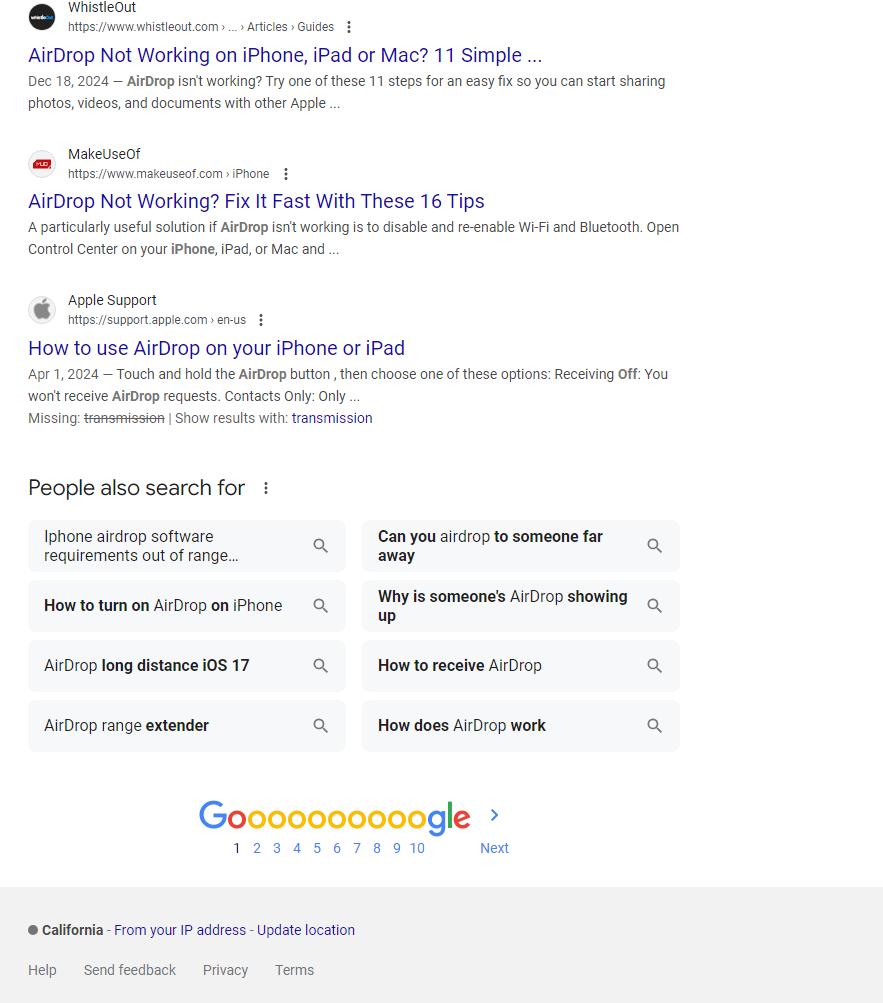 WhistleOut
https://www.whistleout.com › ... › Articles › Guides
AirDrop Not Working on iPhone, iPad or Mac? 11 Simple ...
Dec 18, 2024 — AirDrop isn't working? Try one of these 11 steps for an easy fix so you can start sharing
photos, videos, and documents with other Apple ...
MakeUseOf
https://www.makeuseof.com › iPhone
AirDrop Not Working? Fix It Fast With These 16 Tips
A particularly useful solution if AirDrop isn't working is to disable and re-enable Wi-Fi and Bluetooth. Open
Control Center on your iPhone, iPad, or Mac and ...
Apple Support
https://support.apple.com › en-us
How to use AirDrop on your iPhone or iPad
Apr 1, 2024 — Touch and hold the AirDrop button , then choose one of these options: Receiving Off: You
won't receive AirDrop requests. Contacts Only: Only ...
Missing: transmission | Show results with: transmission
People also search for
Iphone airdrop software
requirements out of range...
Can you airdrop to someone far
away
How to turn on AirDrop on iPhone
Why is someone's AirDrop showing
up
AirDrop long distance iOS 17
How to receive AirDrop
AirDrop range extender
How does AirDrop work
Goooooooooogle >
1 2 3 4 5 6 7 8 9 10 Next
California - From your IP address - Update location
Help Send feedback Privacy Terms